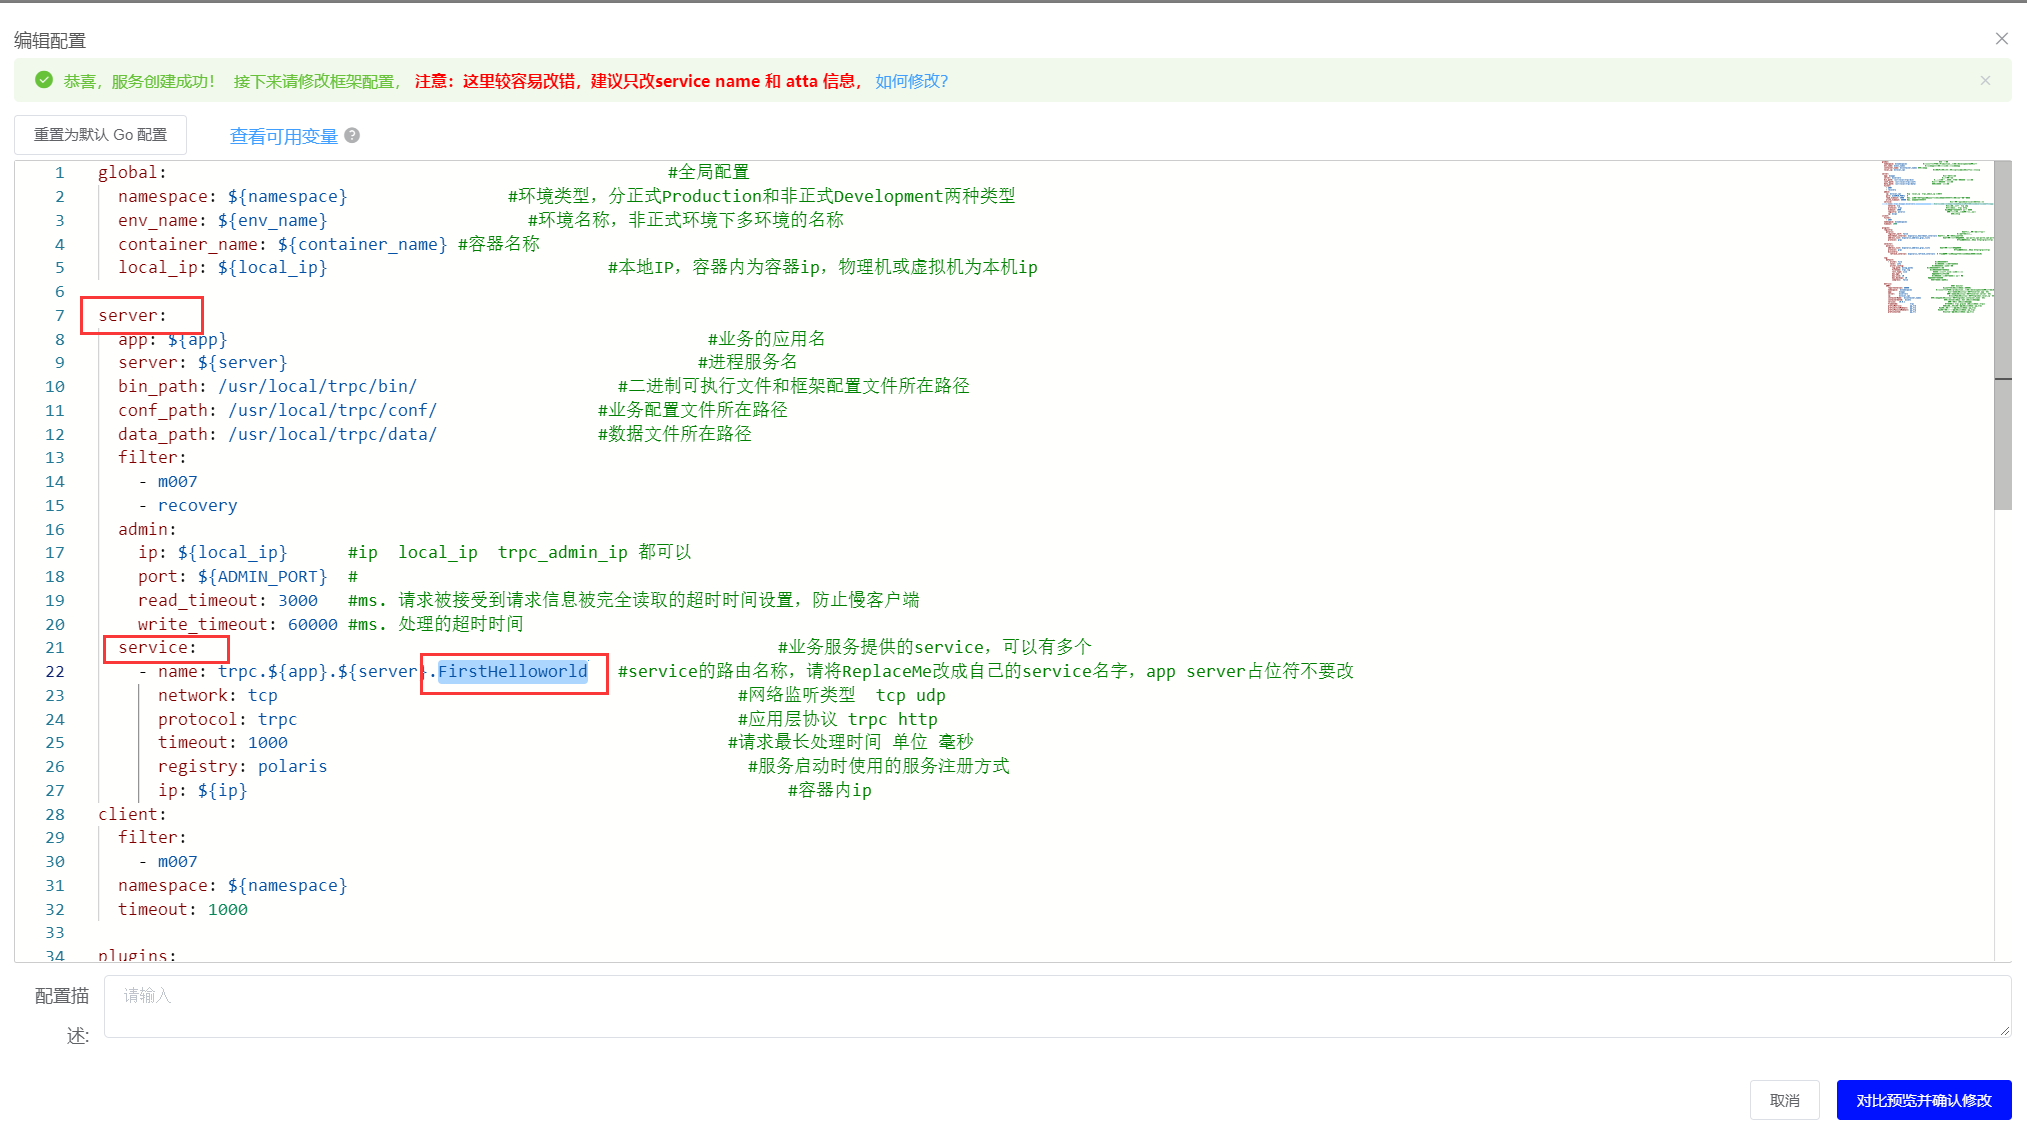 编辑配置
恭喜，服务创建成功！ 接下来请修改框架配置， 注意：这里较容易改错，建议只改service name 和 atta 信息， 如何修改?
重置为默认 Go 配置 查看可用变量
1 global: #全局配置
2 namespace: ${namespace} #环境类型，分正式Production和非正式Development两种类型
3 env_name: ${env_name} #环境名称，非正式环境下多环境的名称
4 container_name: ${container_name} #容器名称
5 local_ip: ${local_ip} #本地IP，容器内为容器ip，物理机或虚拟机为本机ip
6
7 server:
8 app: ${app} #业务的应用名
9 server: ${server} #进程服务名
10 bin_path: /usr/local/trpc/bin/ #二进制可执行文件和框架配置文件所在路径
11 conf_path: /usr/local/trpc/conf/ #业务配置文件所在路径
12 data_path: /usr/local/trpc/data/ #数据文件所在路径
13 filter:
14 - m007
15 - recovery
16 admin:
17 ip: ${local_ip} #ip local_ip trpc_admin_ip 都可以
18 port: ${ADMIN_PORT} #
19 read_timeout: 3000 #ms. 请求被接受到请求信息被完全读取的超时时间设置，防止慢客户端
20 write_timeout: 60000 #ms. 处理的超时时间
21 service: #业务服务提供的service，可以有多个
22 - name: trpc.${app}.${server}.FirstHelloworld #service的路由名称，请将ReplaceMe改成自己的service名字，app server占位符不要改
23 network: tcp #网络监听类型 tcp udp
24 protocol: trpc #应用层协议 trpc http
25 timeout: 1000 #请求最长处理时间 单位 毫秒
26 registry: polaris #服务启动时使用的服务注册方式
27 ip: ${ip} #容器内ip
28 client:
29 filter:
30 - m007
31 namespace: ${namespace}
32 timeout: 1000
33
34 plugins:
配置描述: 请输入
取消 对比预览并确认修改